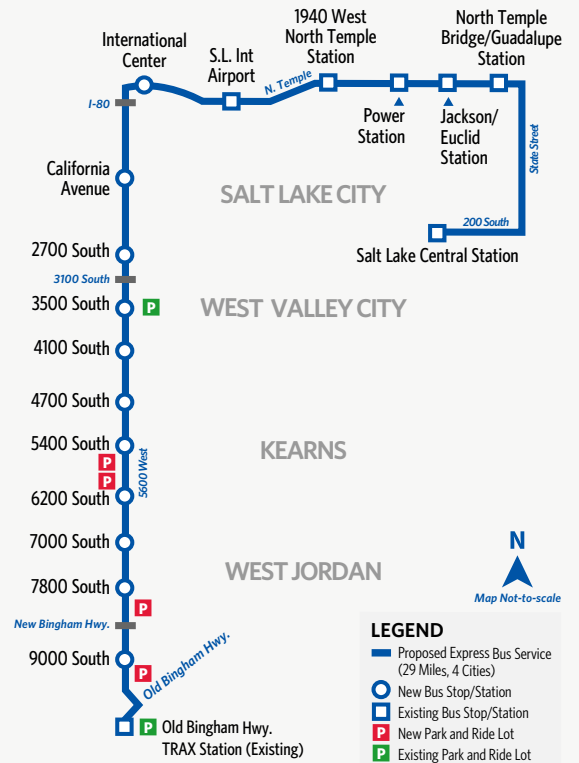 1940 West
North Temple
Station
North Temple
Bridge/Guadalupe
Station
International
Center
S.L. Int
Airport
N. Temple
I-80
Power
Station
Jackson/
Euclid
Station
State Street
California
Avenue
SALT LAKE CITY
200 South
Salt Lake Central Station
2700 South
3100 South
3500 South
P
WEST VALLEY CITY
4100 South
4700 South
5400 South
KEARNS
P
P
5600 West
6200 South
7000 South
N
WEST JORDAN
7800 South
Map Not-to-scale
P
New Bingham Hwy.
9000 South
P
Old Bingham Hwy.
P
Old Bingham Hwy.
TRAX Station (Existing)
LEGEND
Proposed Express Bus Service
(29 Miles, 4 Cities)
New Bus Stop/Station
Existing Bus Stop/Station
P New Park and Ride Lot
P Existing Park and Ride Lot